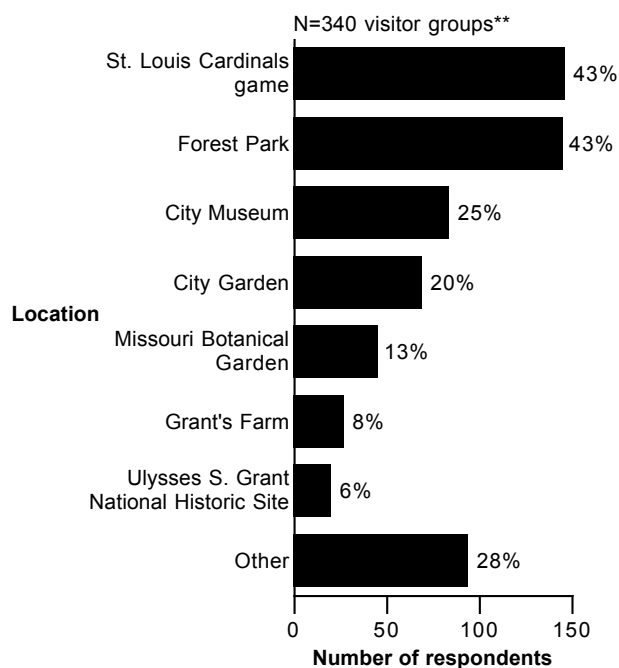 N=340 visitor groups**
St. Louis Cardinals
game
43%
Forest Park
43%
City Museum
25%
City Garden
20%
Location
Missouri Botanical
Garden
13%
Grant's Farm
8%
Ulysses S. Grant
National Historic Site
6%
Other
28%
0
50
100
150
Number of respondents